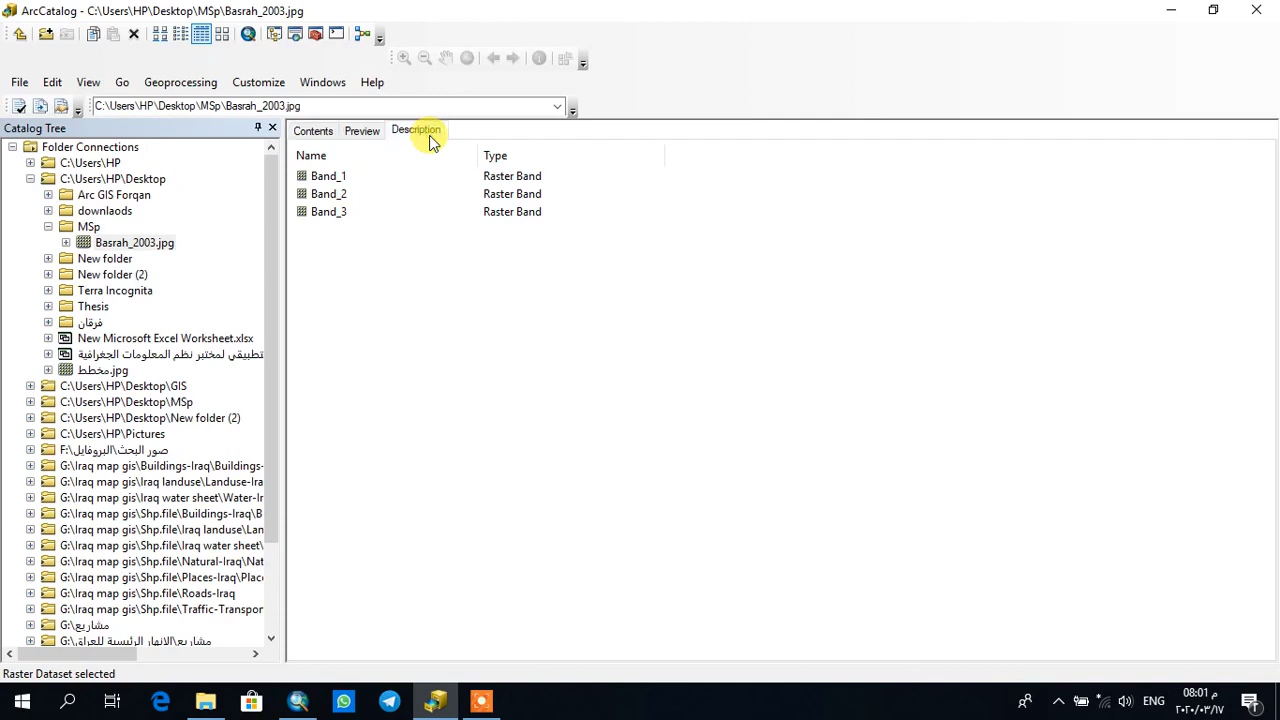 ArcCatalog - C:\Users\HP\Desktop\MSp\Basrah_2003.jpg
File Edit View Go Geoprocessing Customize Windows Help
C:\Users\HP\Desktop\MSp\Basrah_2003.jpg
Catalog Tree
Contents Preview Description
Name Type
Band_1 Raster Band
Band_2 Raster Band
Band_3 Raster Band
Folder Connections
C:\Users\HP
C:\Users\HP\Desktop
Arc GIS Forqan
downlaods
MSp
Basrah_2003.jpg
New folder
New folder (2)
Terra Incognita
Thesis
فرقان
New Microsoft Excel Worksheet.xlsx
تطبيقي لمختبر نظم المعلومات الجغرافية
مخطط.jpg
C:\Users\HP\Desktop\GIS
C:\Users\HP\Desktop\MSp
C:\Users\HP\Desktop\New folder (2)
C:\Users\HP\Pictures
F:\صور البحث\البروفايل
G:\Iraq map gis\Buildings-Iraq\Buildings-
G:\Iraq map gis\Iraq landuse\Landuse-Ira
G:\Iraq map gis\Iraq water sheet\Water-Ir
G:\Iraq map gis\Shp.file\Buildings-Iraq\B
G:\Iraq map gis\Shp.file\Iraq landuse\Lan
G:\Iraq map gis\Shp.file\Iraq water sheet\
G:\Iraq map gis\Shp.file\Natural-Iraq\Nat
G:\Iraq map gis\Shp.file\Places-Iraq\Plac
G:\Iraq map gis\Shp.file\Roads-Iraq
G:\Iraq map gis\Shp.file\Traffic-Transpor
G:\مشاريع
G:\مشاريع\الانهار الرئيسية للعراق
Raster Dataset selected
ENG
08:01 م
٢٠٢٠/٠٣/١٧